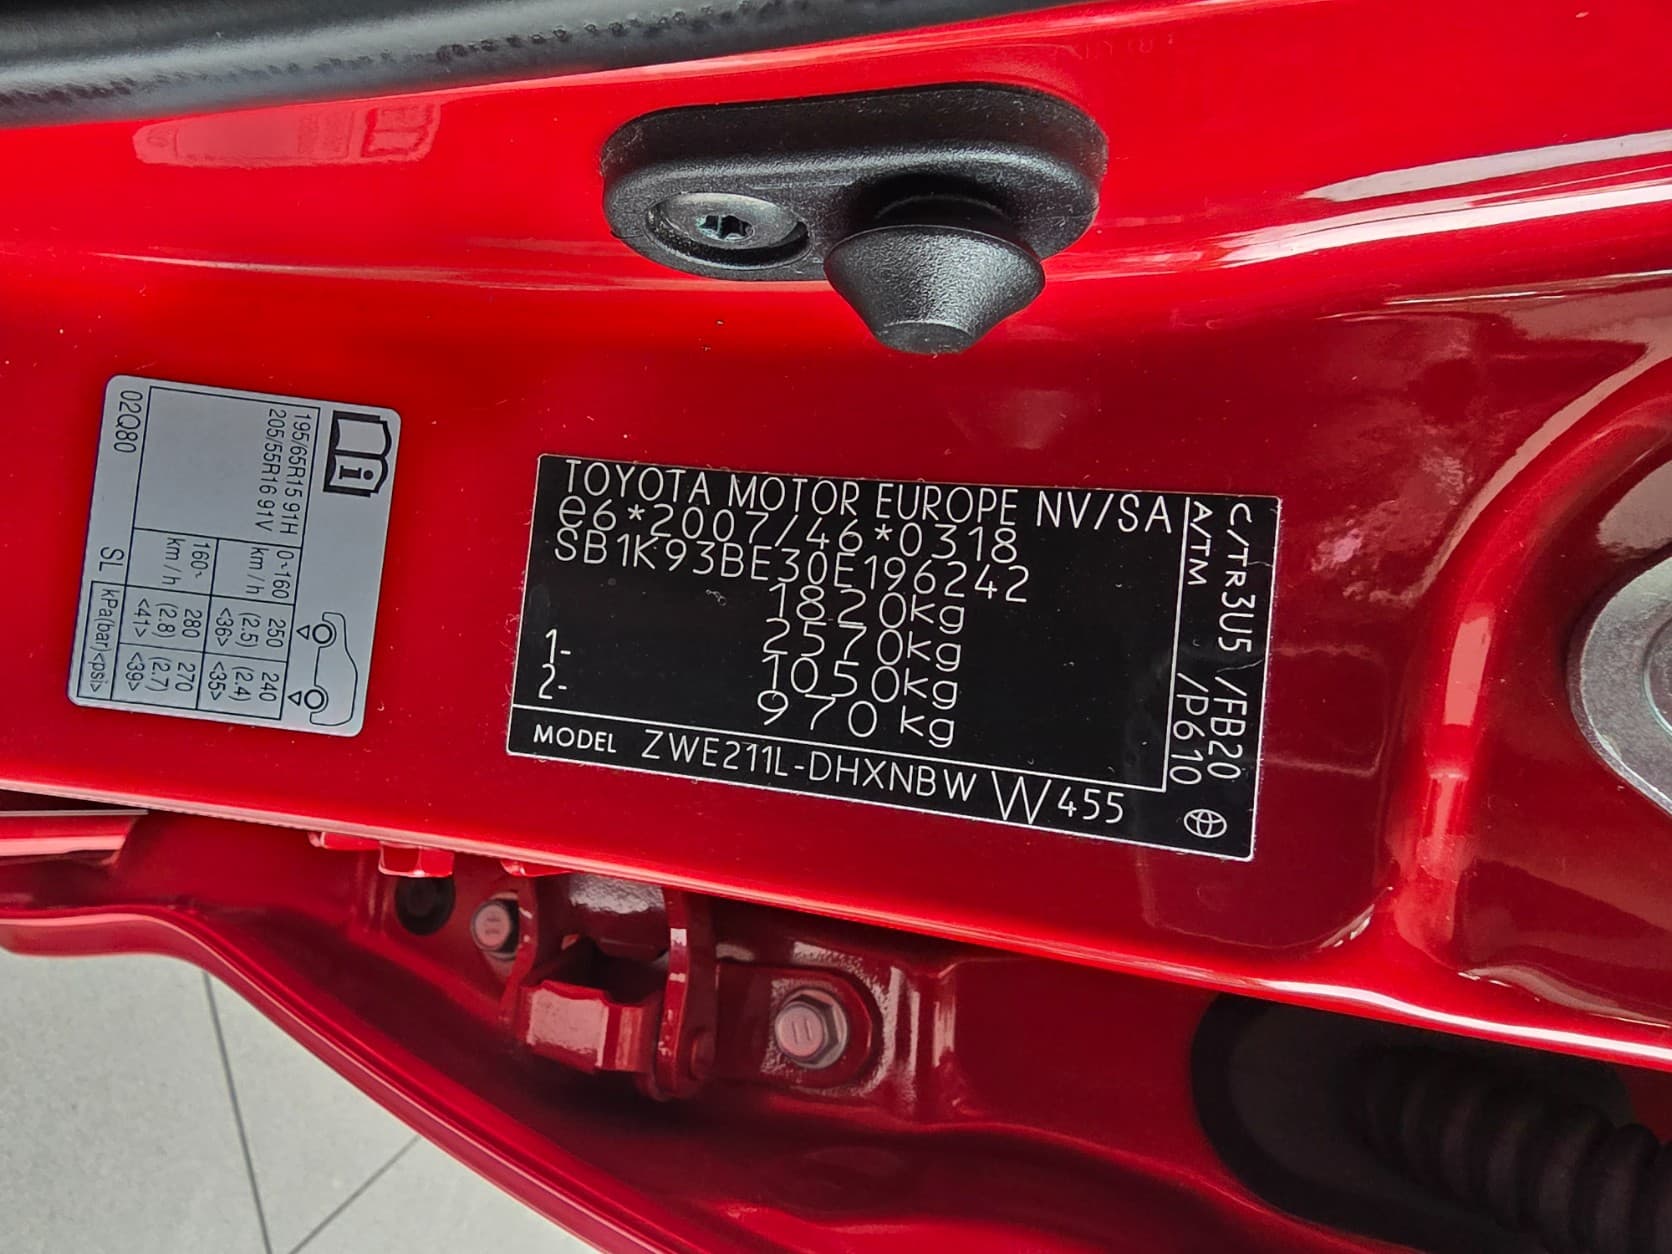 TOYOTA MOTOR EUROPE NV/SA
e6*2007/46*0318
SB1K93BE30E196242
1820kg
2570kg
1- 1050kg
2- 970kg
MODEL ZWE211L-DHXNBW W455
C/TR3U5 /FB20
A/TM /P610
195/65R15 91H
205/55R16 91V
0~160 km/h
250 (2.5) <36>
240 (2.4) <35>
160~ km/h
280 (2.8) <41>
270 (2.7) <39>
SL kPa(bar)<psi>
02Q80